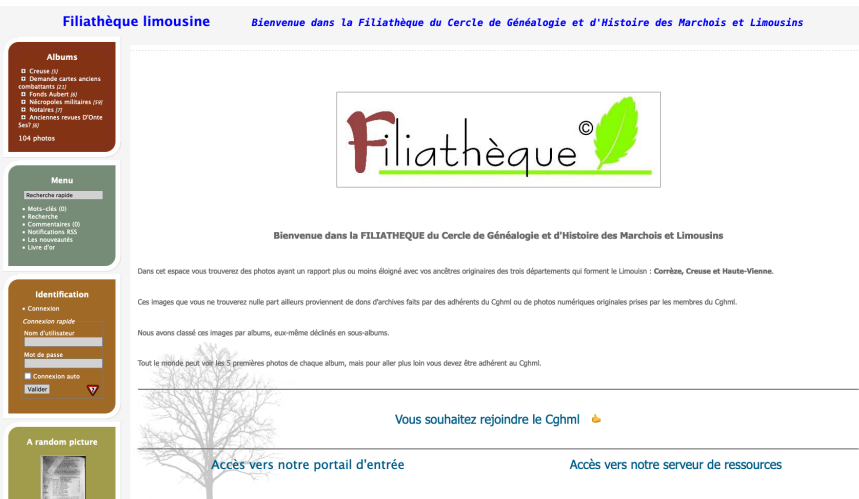 Filiathèque limousine
Bienvenue dans la Filiathèque du Cercle de Généalogie et d'Histoire des Marchois et Limousins
Albums
Creuse [5]
Demande cartes anciens
combattants [21]
Fonds Aubert [6]
Nécropoles militaires [59]
Notaires [7]
Anciennes revues D'Onte
Ses? [6]
104 photos
Menu
Recherche rapide
• Mots-clés (0)
• Recherche
• Commentaires (0)
• Notifications RSS
• Les nouveautés
• Livre d'or
Identification
• Connexion
Connexion rapide
Nom d'utilisateur
Mot de passe
Connexion auto
Valider
A random picture
Filiathèque ©
Bienvenue dans la FILIATHEQUE du Cercle de Généalogie et d'Histoire des Marchois et Limousins
Dans cet espace vous trouverez des photos ayant un rapport plus ou moins éloigné avec vos ancêtres originaires des trois départements qui forment le Limouisn : Corrèze, Creuse et Haute-Vienne.
Ces images que vous ne trouverez nulle part ailleurs proviennent de dons d'archives faits par des adhérents du Cghml ou de photos numériques originales prises par les membres du Cghml.
Nous avons classé ces images par albums, eux-même déclinés en sous-albums.
Tout le monde peut voir les 5 premières photos de chaque album, mais pour aller plus loin vous devez être adhérent au Cghml.
Vous souhaitez rejoindre le Cghml
Accès vers notre portail d'entrée
Accès vers notre serveur de ressources